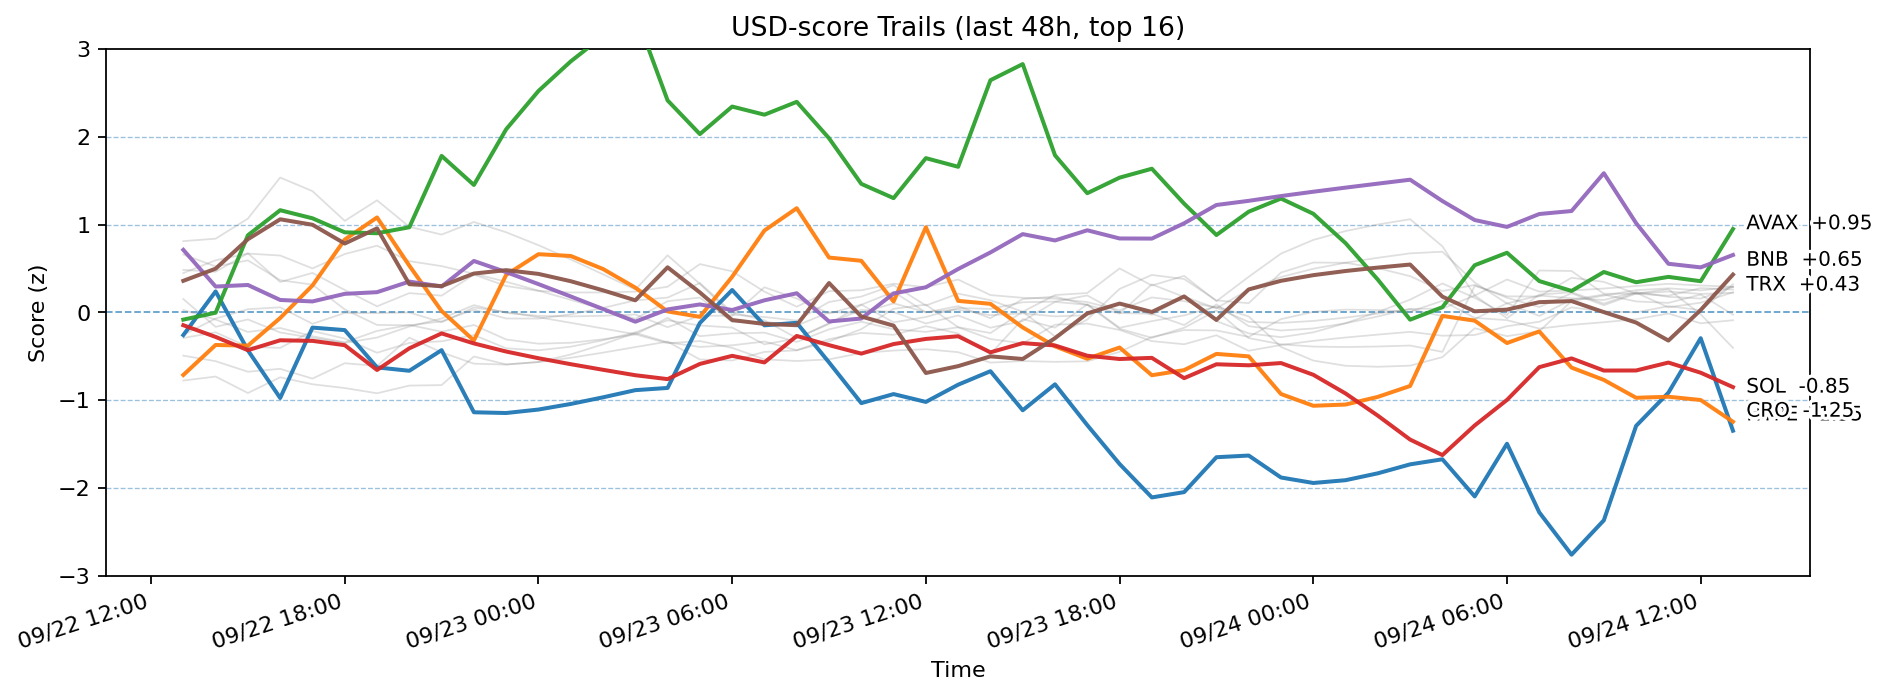 USD-score Trails (last 48h, top 16)
Score (z)
3
2
1
0
−1
−2
−3
AVAX +0.95
BNB +0.65
TRX +0.43
SOL -0.85
CRO -1.25
09/22 12:00
09/22 18:00
09/23 00:00
09/23 06:00
09/23 12:00
09/23 18:00
09/24 00:00
09/24 06:00
09/24 12:00
Time